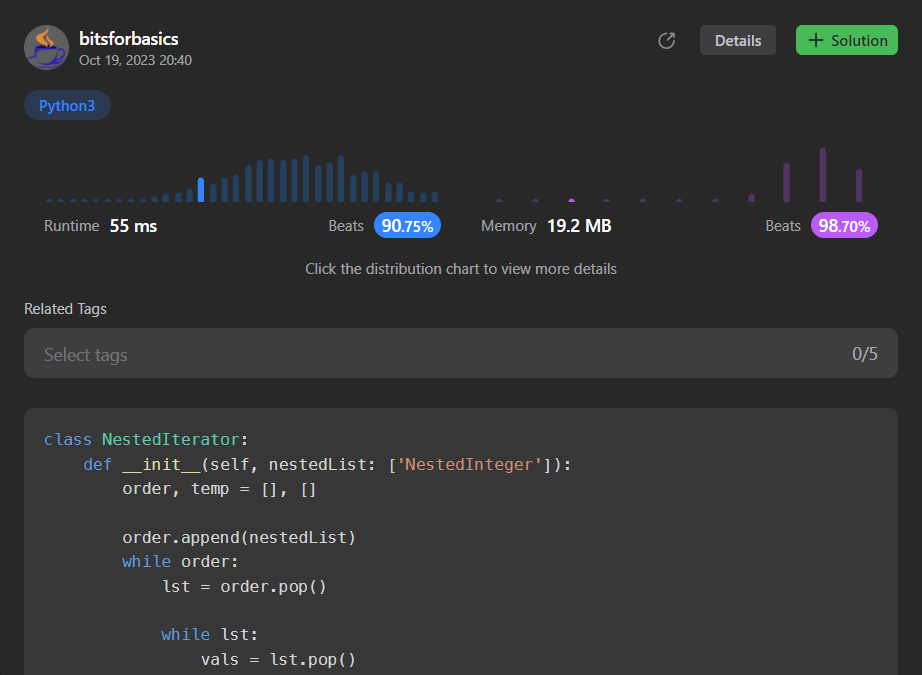 bitsforbasics
Oct 19, 2023 20:40
Details
+ Solution
Python3
Runtime 55 ms
Beats 90.75%
Memory 19.2 MB
Beats 98.70%
Click the distribution chart to view more details
Related Tags
Select tags 0/5
class NestedIterator:
    def __init__(self, nestedList: ['NestedInteger']):
        order, temp = [], []
        order.append(nestedList)
        while order:
            lst = order.pop()
            while lst:
                vals = lst.pop()